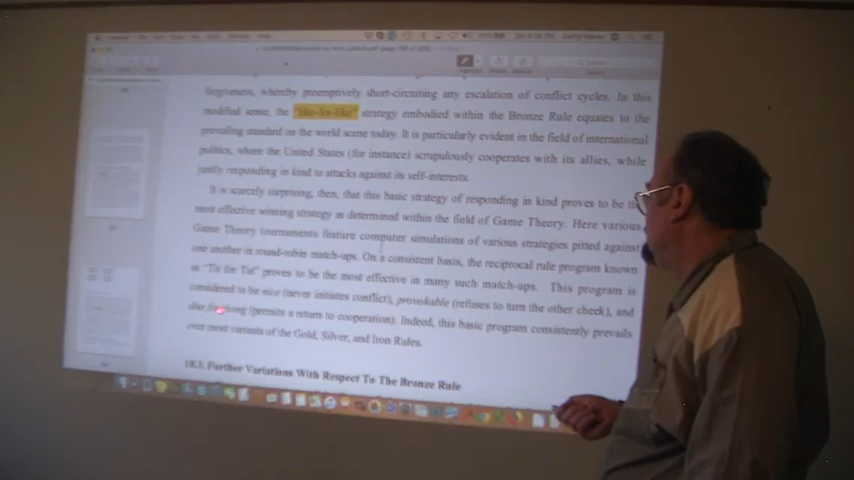 forgiveness, whereby preemptively short-circuiting any escalation of conflict cycles. In this
modified sense, the "like-for-like" strategy embodied within the Bronze Rule equates to the
prevailing standard on the world scene today. It is particularly evident in the field of international
politics, where the United States (for instance) scrupulously cooperates with its allies, while
justly responding in kind to attacks against its self-interests.
It is scarcely surprising, then, that this basic strategy of responding in kind proves to be the
most effective winning strategy as determined within the field of Game Theory. Here various
Game Theory tournaments feature computer simulations of various strategies pitted against
one another in round-robin match-ups. On a consistent basis, the reciprocal rule program known
as "Tit for Tat" proves to be the most effective in many such match-ups. This program is
considered to be nice (never initiates conflict), provokable (refuses to turn the other cheek), and
also forgiving (permits a return to cooperation). Indeed, this basic program consistently prevails
over most variants of the Gold, Silver, and Iron Rules.
10.3. Further Variations With Respect To The Bronze Rule